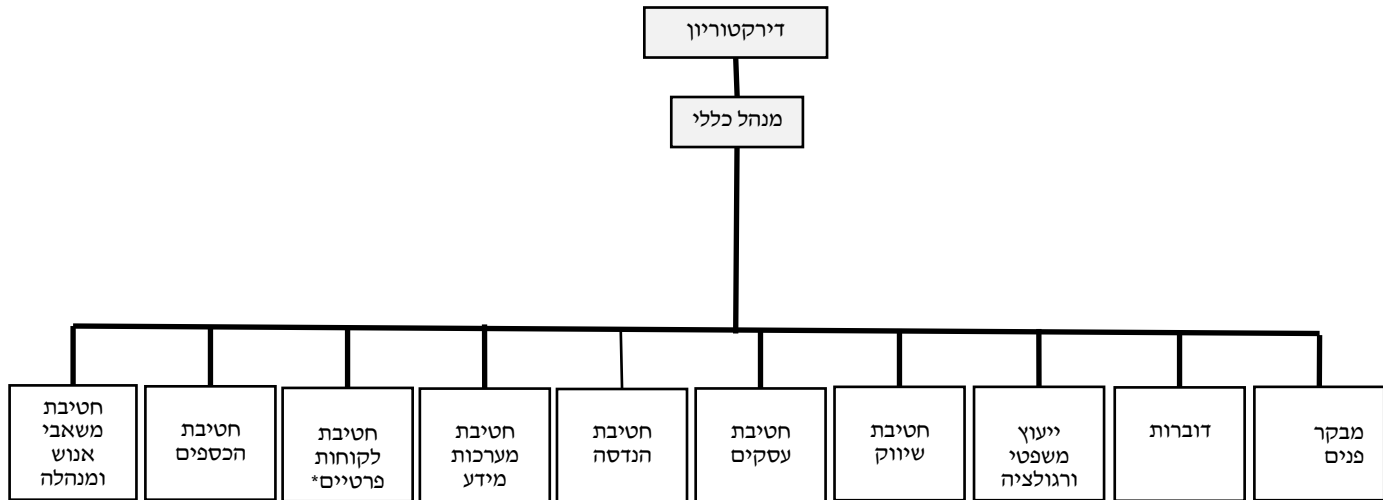 דירקטוריון
מנהל כללי
מבקר
פנים
דוברות
ייעוץ
משפטי
ורגולציה
חטיבת
שיווק
חטיבת
עסקים
חטיבת
הנדסה
חטיבת
מערכות
מידע
חטיבת
לקוחות
פרטיים*
חטיבת
הכספים
חטיבת
משאבי
אנוש
ומנהלה